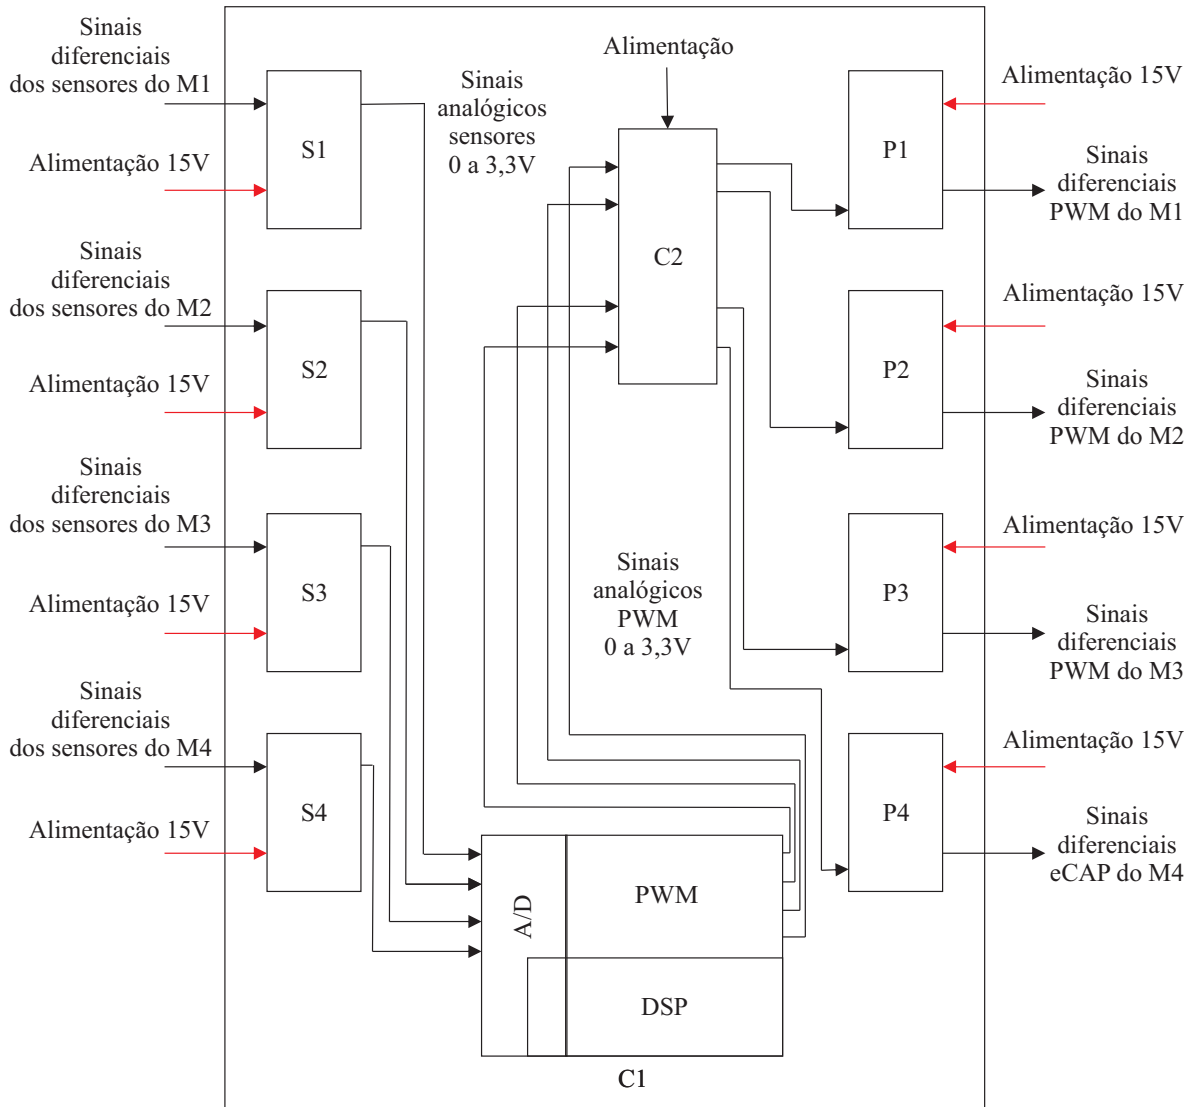 Sinais
diferenciais
dos sensores do M1
Alimentação 15V
S1
Sinais
diferenciais
dos sensores do M2
Alimentação 15V
S2
Sinais
diferenciais
dos sensores do M3
Alimentação 15V
S3
Sinais
diferenciais
dos sensores do M4
Alimentação 15V
S4
Sinais
analógicos
sensores
0 a 3,3V
Alimentação
C2
Sinais
analógicos
PWM
0 a 3,3V
A/D
PWM
DSP
C1
Alimentação 15V
P1
Sinais
diferenciais
PWM do M1
Alimentação 15V
P2
Sinais
diferenciais
PWM do M2
Alimentação 15V
P3
Sinais
diferenciais
PWM do M3
Alimentação 15V
P4
Sinais
diferenciais
eCAP do M4